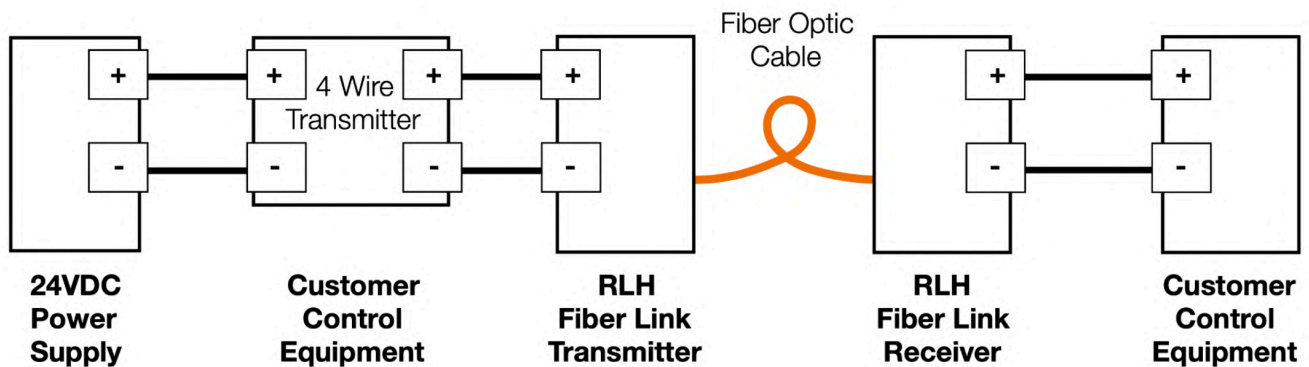 Fiber Optic
Cable
+ + + + + +
4 Wire
Transmitter
- - - - - -
24VDC
Power
Supply
Customer
Control
Equipment
RLH
Fiber Link
Transmitter
RLH
Fiber Link
Receiver
Customer
Control
Equipment